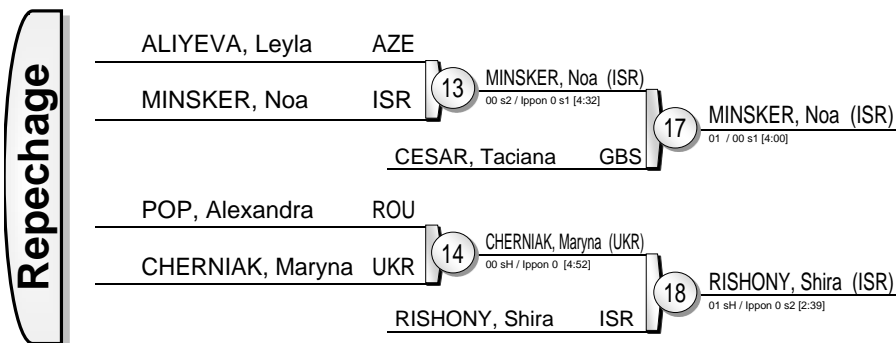 Repechage
ALIYEVA, Leyla AZE
MINSKER, Noa ISR
13
MINSKER, Noa (ISR)
00 s2 / Ippon 0 s1 [4:32]
CESAR, Taciana GBS
17
MINSKER, Noa (ISR)
01 / 00 s1 [4:00]
POP, Alexandra ROU
CHERNIAK, Maryna UKR
14
CHERNIAK, Maryna (UKR)
00 sH / Ippon 0 [4:52]
RISHONY, Shira ISR
18
RISHONY, Shira (ISR)
01 sH / Ippon 0 s2 [2:39]